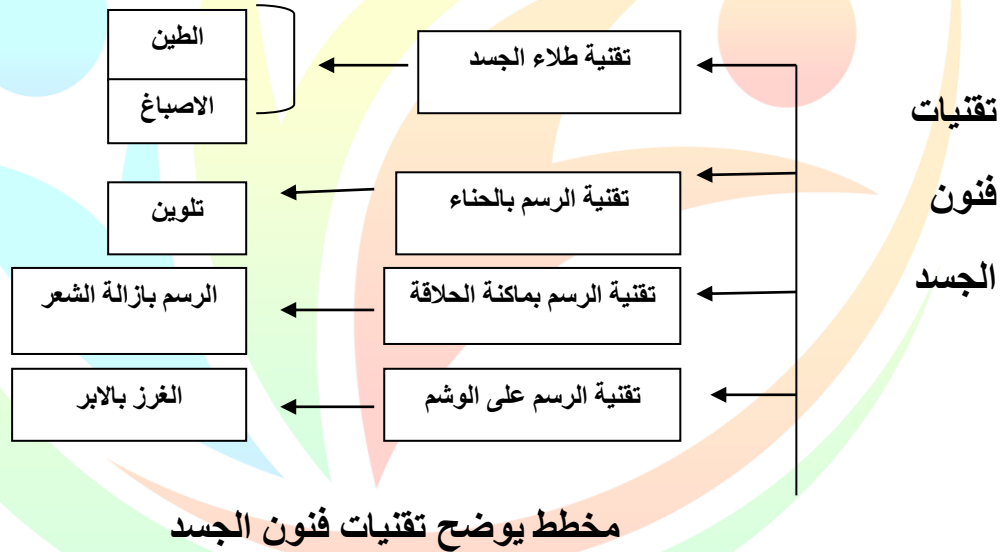 تقنيات
فنون
الجسد
تقنية طلاء الجسد
الطين
الاصباغ
تقنية الرسم بالحناء
تلوين
تقنية الرسم بماكنة الحلاقة
الرسم بازالة الشعر
تقنية الرسم على الوشم
الغرز بالابر
مخطط يوضح تقنيات فنون الجسد